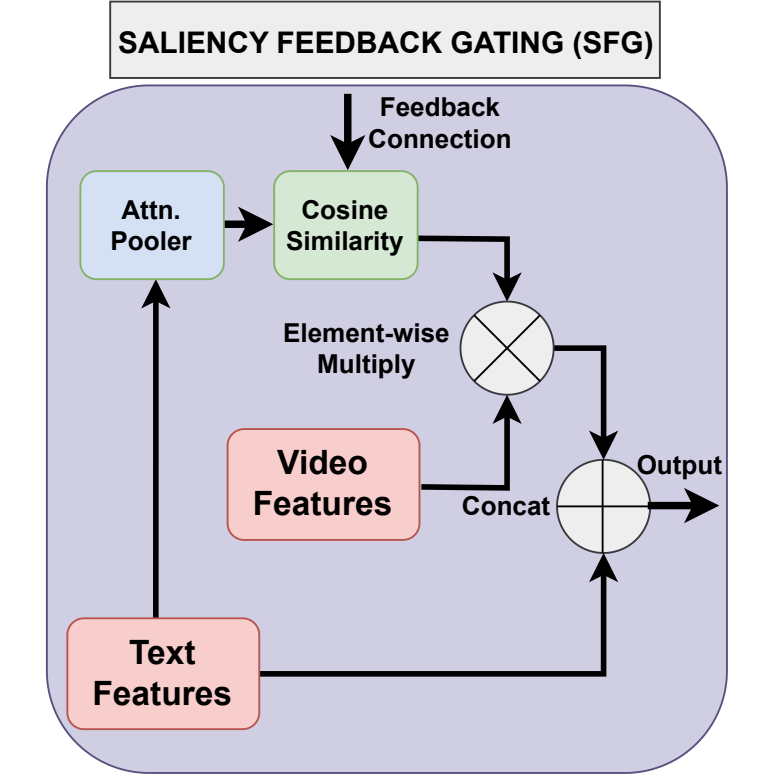 SALIENCY FEEDBACK GATING (SFG)
Feedback
Connection
Attn.
Pooler
Cosine
Similarity
Element-wise
Multiply
Video
Features
Concat
Output
Text
Features